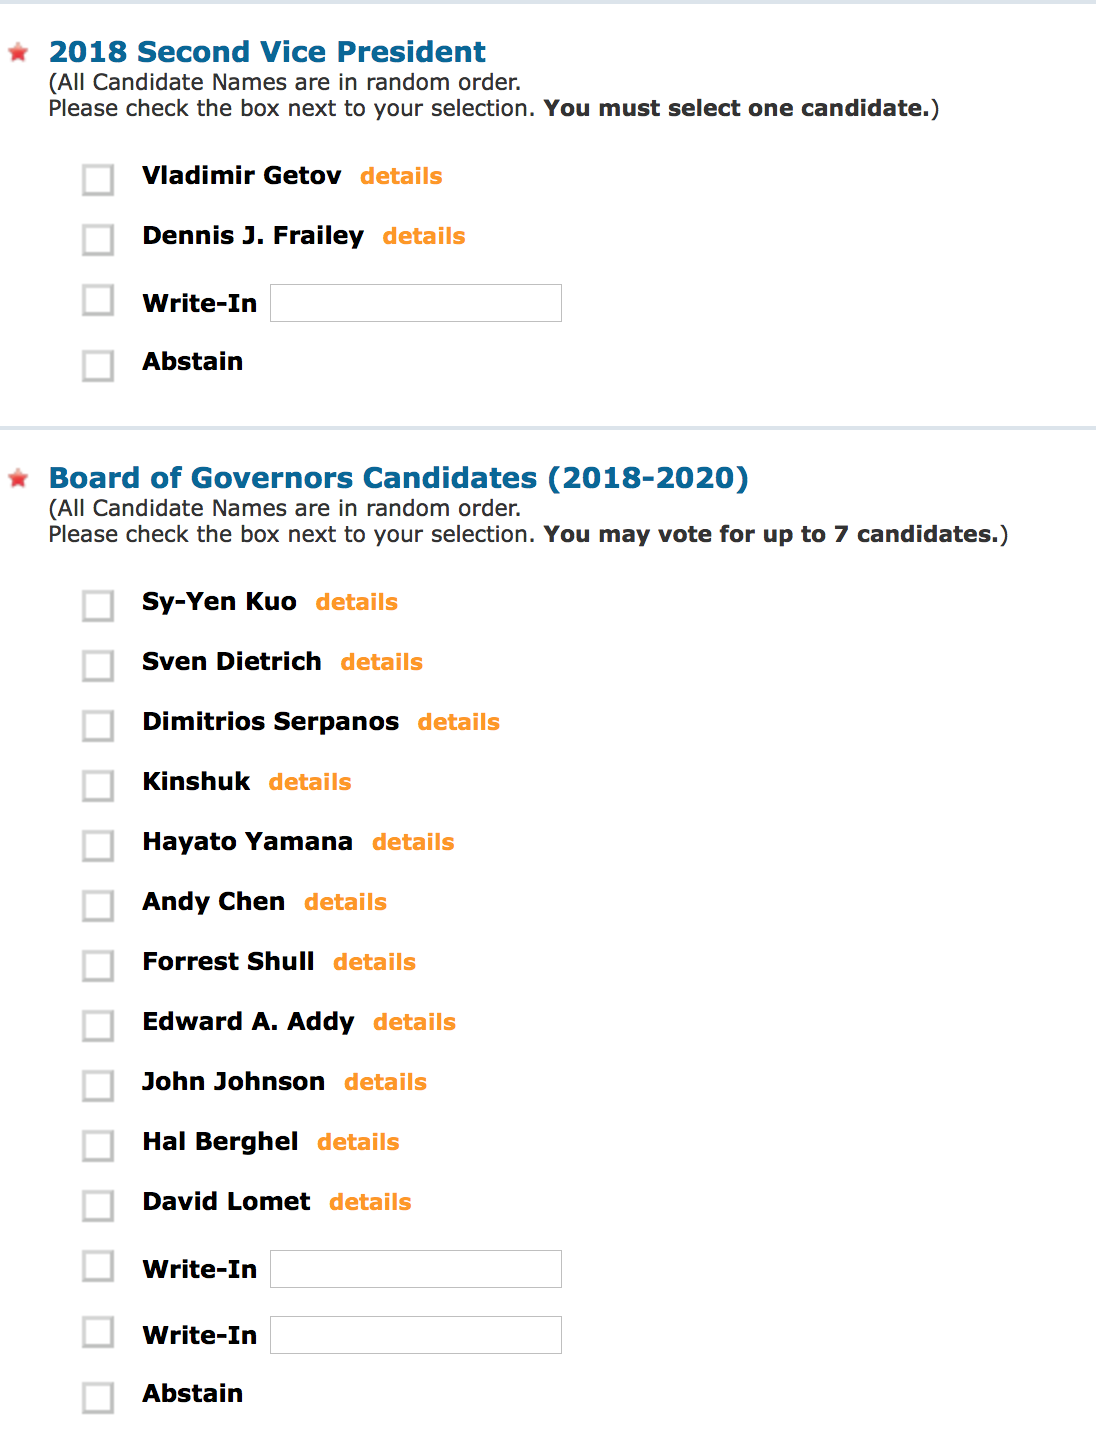 2018 Second Vice President
(All Candidate Names are in random order.
Please check the box next to your selection. You must select one candidate.)
Vladimir Getov details
Dennis J. Frailey details
Write-In
Abstain
Board of Governors Candidates (2018-2020)
(All Candidate Names are in random order.
Please check the box next to your selection. You may vote for up to 7 candidates.)
Sy-Yen Kuo details
Sven Dietrich details
Dimitrios Serpanos details
Kinshuk details
Hayato Yamana details
Andy Chen details
Forrest Shull details
Edward A. Addy details
John Johnson details
Hal Berghel details
David Lomet details
Write-In
Write-In
Abstain